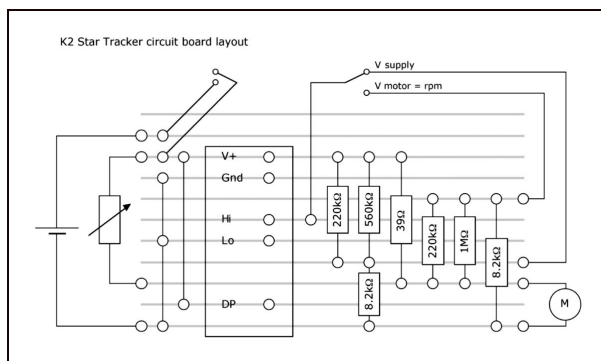 K2 Star Tracker circuit board layout
V supply
V motor = rpm
V+
Gnd
Hi
Lo
DP
220kΩ
560kΩ
39Ω
220kΩ
1MΩ
8.2kΩ
8.2kΩ
M